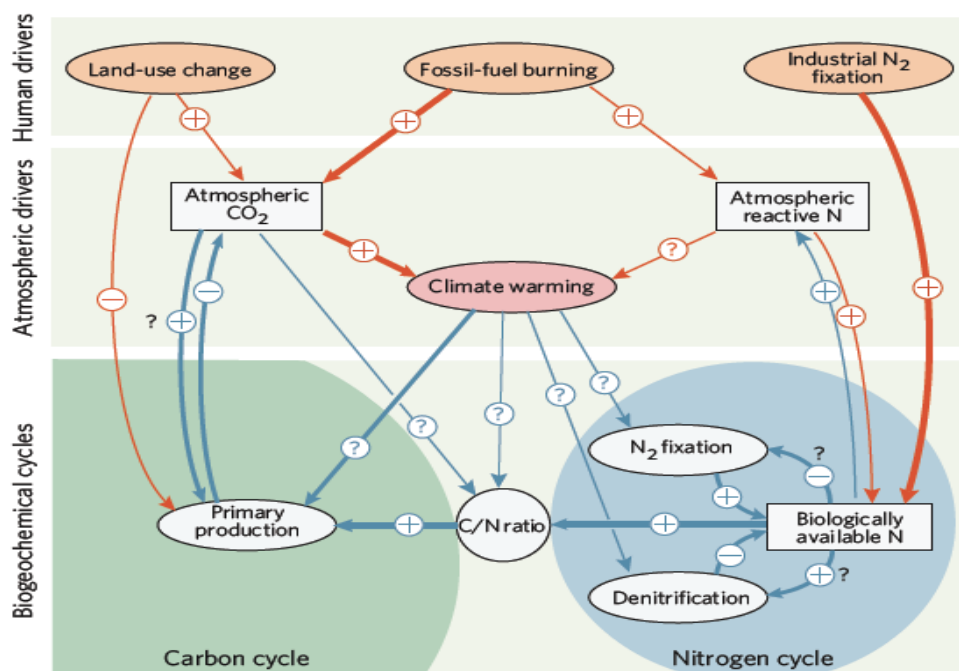 Human drivers
Land-use change
Fossil-fuel burning
Industrial N₂
fixation
+
+
+
Atmospheric drivers
Atmospheric
CO₂
Atmospheric
reactive N
+
?
Climate warming
+
−
?
+
−
+
+
Biogeochemical cycles
?
?
?
?
?
N₂ fixation
?
−
+
Primary
production
+
C/N ratio
+
Biologically
available N
−
+
?
Denitrification
Carbon cycle
Nitrogen cycle